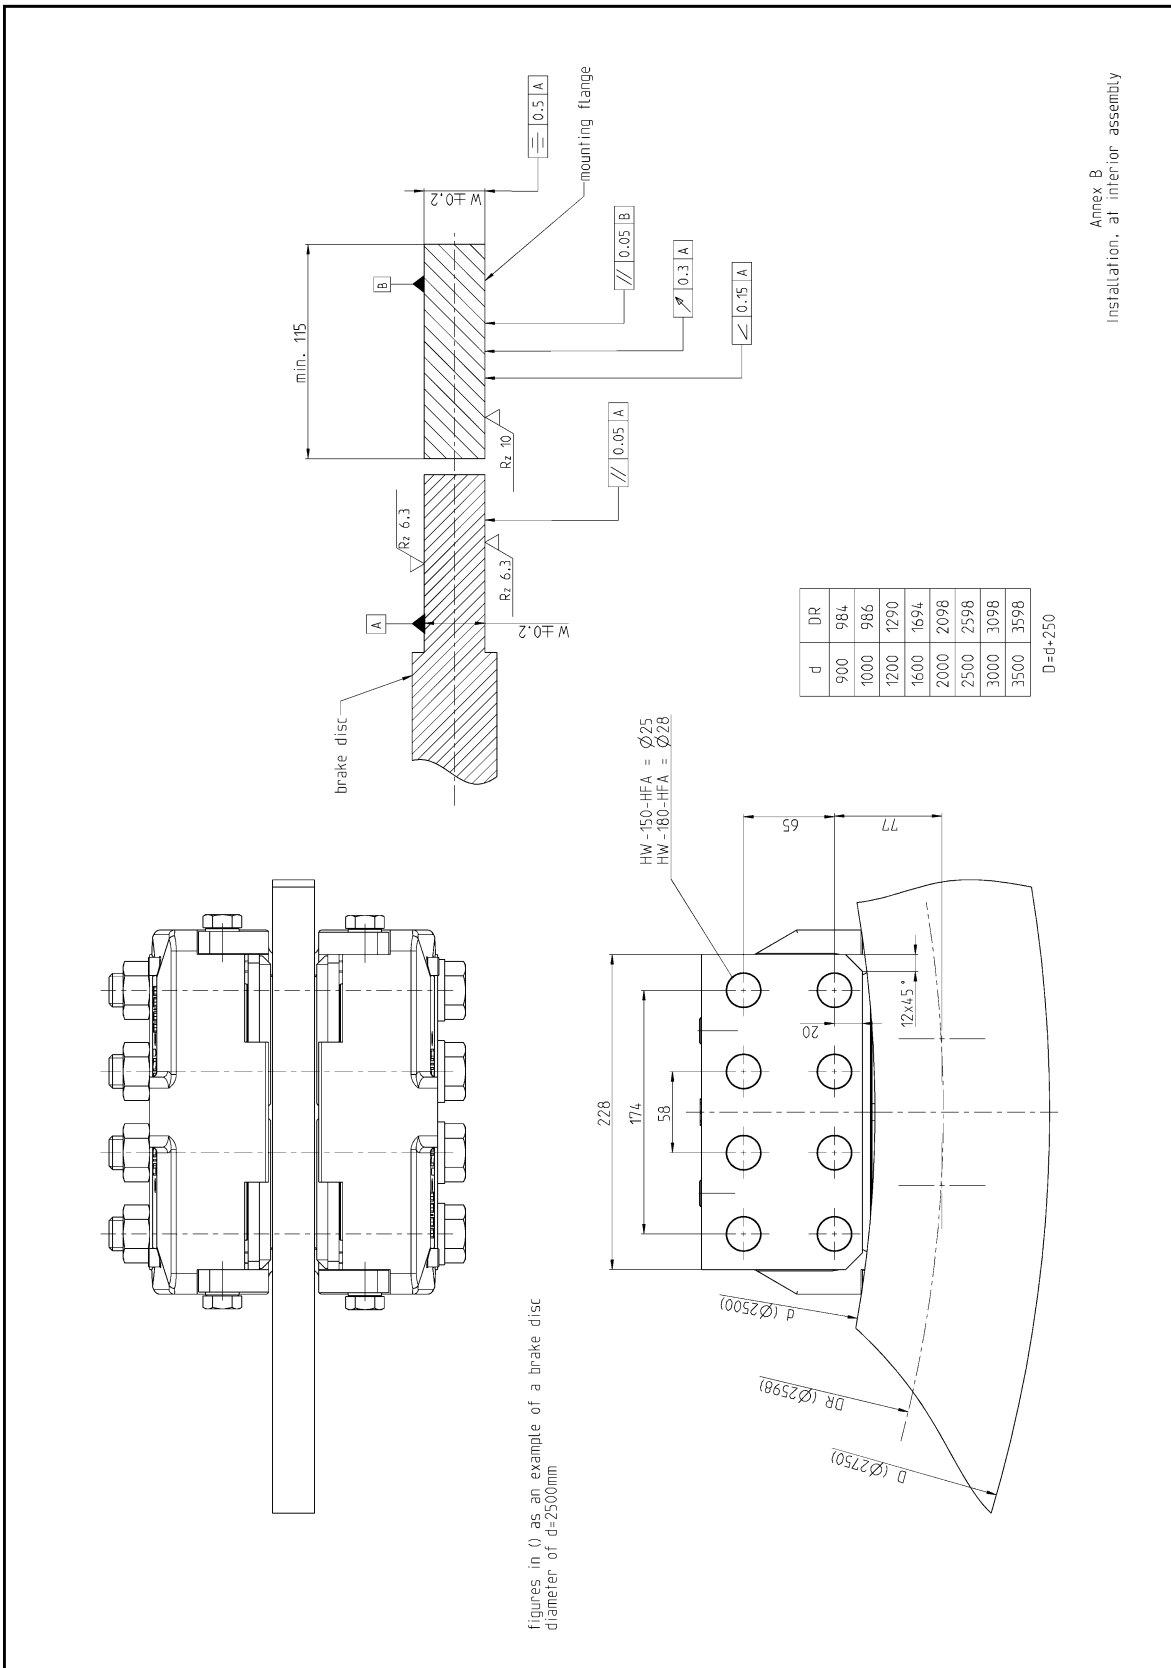 brake disc
A
Rz 6.3
Rz 6.3
W±0.2
// 0.05 A
min. 115
B
Rz 10
W±0.2
⌯ 0.5 A
mounting flange
// 0.05 B
↗ 0.3 A
∠ 0.15 A
figures in () as an example of a brake disc
diameter of d=2500mm
HW-150-HFA = Ø25
HW-180-HFA = Ø28
228
174
58
20
12x45°
65
77
d (Ø2500)
DR (Ø2598)
D (Ø2750)
d DR
900 984
1000 986
1200 1290
1600 1694
2000 2098
2500 2598
3000 3098
3500 3598
D=d+250
Annex B
Installation, at interior assembly